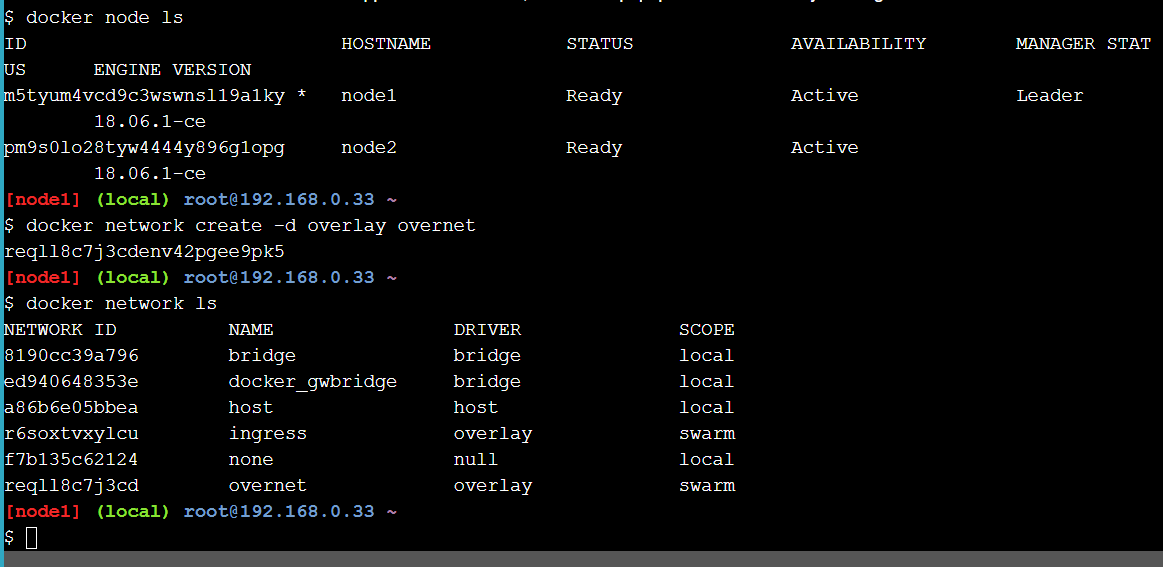 $ docker node ls
ID                            HOSTNAME            STATUS              AVAILABILITY        MANAGER STAT
US      ENGINE VERSION
m5tyum4vcd9c3wswnsl19a1ky *   node1               Ready               Active              Leader
        18.06.1-ce
pm9s0lo28tyw4444y896g1opg     node2               Ready               Active
        18.06.1-ce
[node1] (local) root@192.168.0.33 ~
$ docker network create -d overlay overnet
reqll8c7j3cdenv42pgee9pk5
[node1] (local) root@192.168.0.33 ~
$ docker network ls
NETWORK ID          NAME                DRIVER              SCOPE
8190cc39a796        bridge              bridge              local
ed940648353e        docker_gwbridge     bridge              local
a86b6e05bbea        host                host                local
r6soxtvxylcu        ingress             overlay             swarm
f7b135c62124        none                null                local
reqll8c7j3cd        overnet             overlay             swarm
[node1] (local) root@192.168.0.33 ~
$